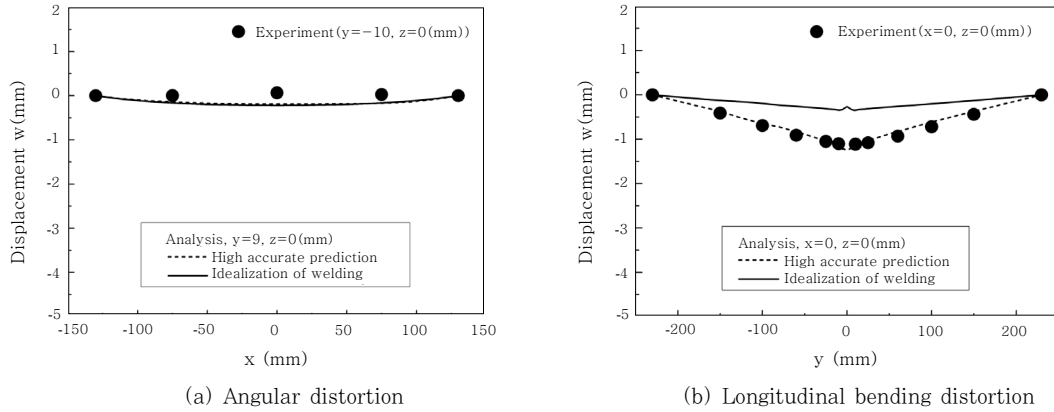 2
1
0
-1
-2
-3
-4
-5
Displacement w(mm)
Experiment(y=−10, z=0(mm))
Analysis, y=9, z=0(mm)
High accurate prediction
Idealization of welding
-150
-100
-50
0
50
100
150
x (mm)
(a) Angular distortion
2
1
0
-1
-2
-3
-4
-5
Displacement w(mm)
Experiment(x=0, z=0(mm))
Analysis, x=0, z=0(mm)
High accurate prediction
Idealization of welding
-200
-100
0
100
200
y (mm)
(b) Longitudinal bending distortion